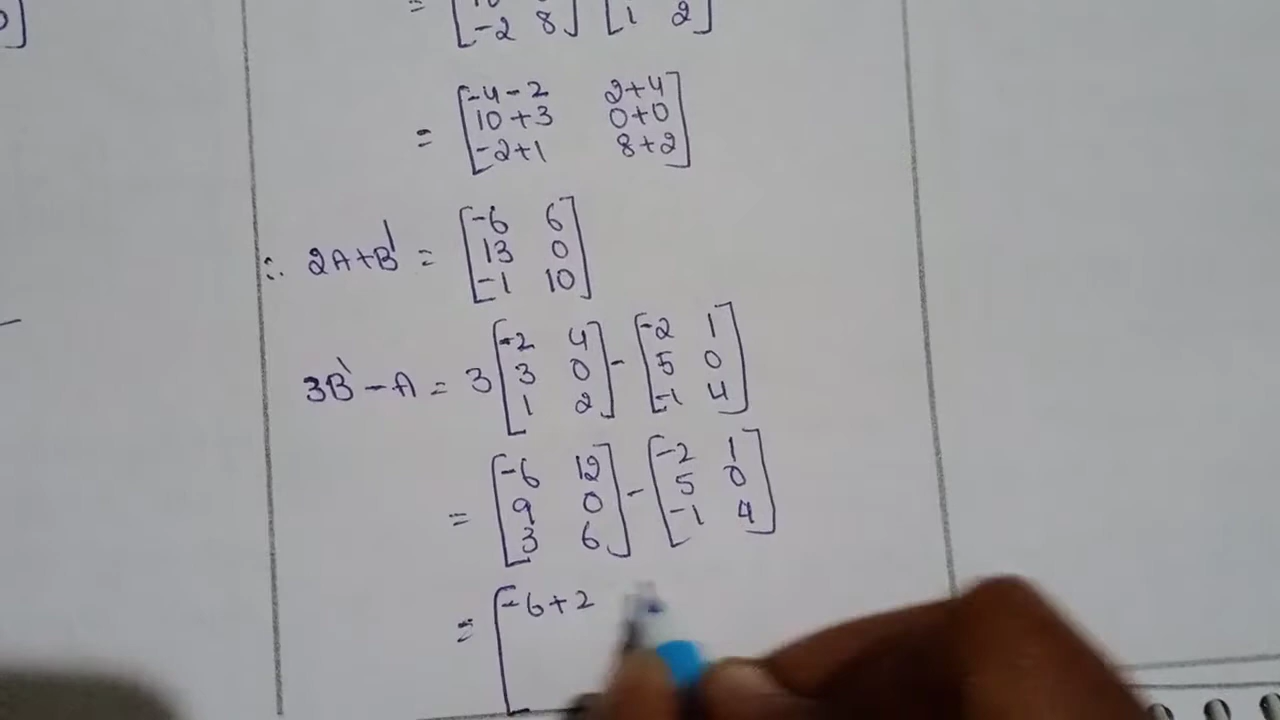 = [-2 8] [1 2]
= [-4-2 2+4
10+3 0+0
-2+1 8+2]
∴ 2A+B' = [-6 6
13 0
-1 10]
3B'-A = 3 [-2 4
3 0
1 2] - [-2 1
5 0
-1 4]
= [-6 12
9 0
3 6] - [-2 1
5 0
-1 4]
= [-6+2